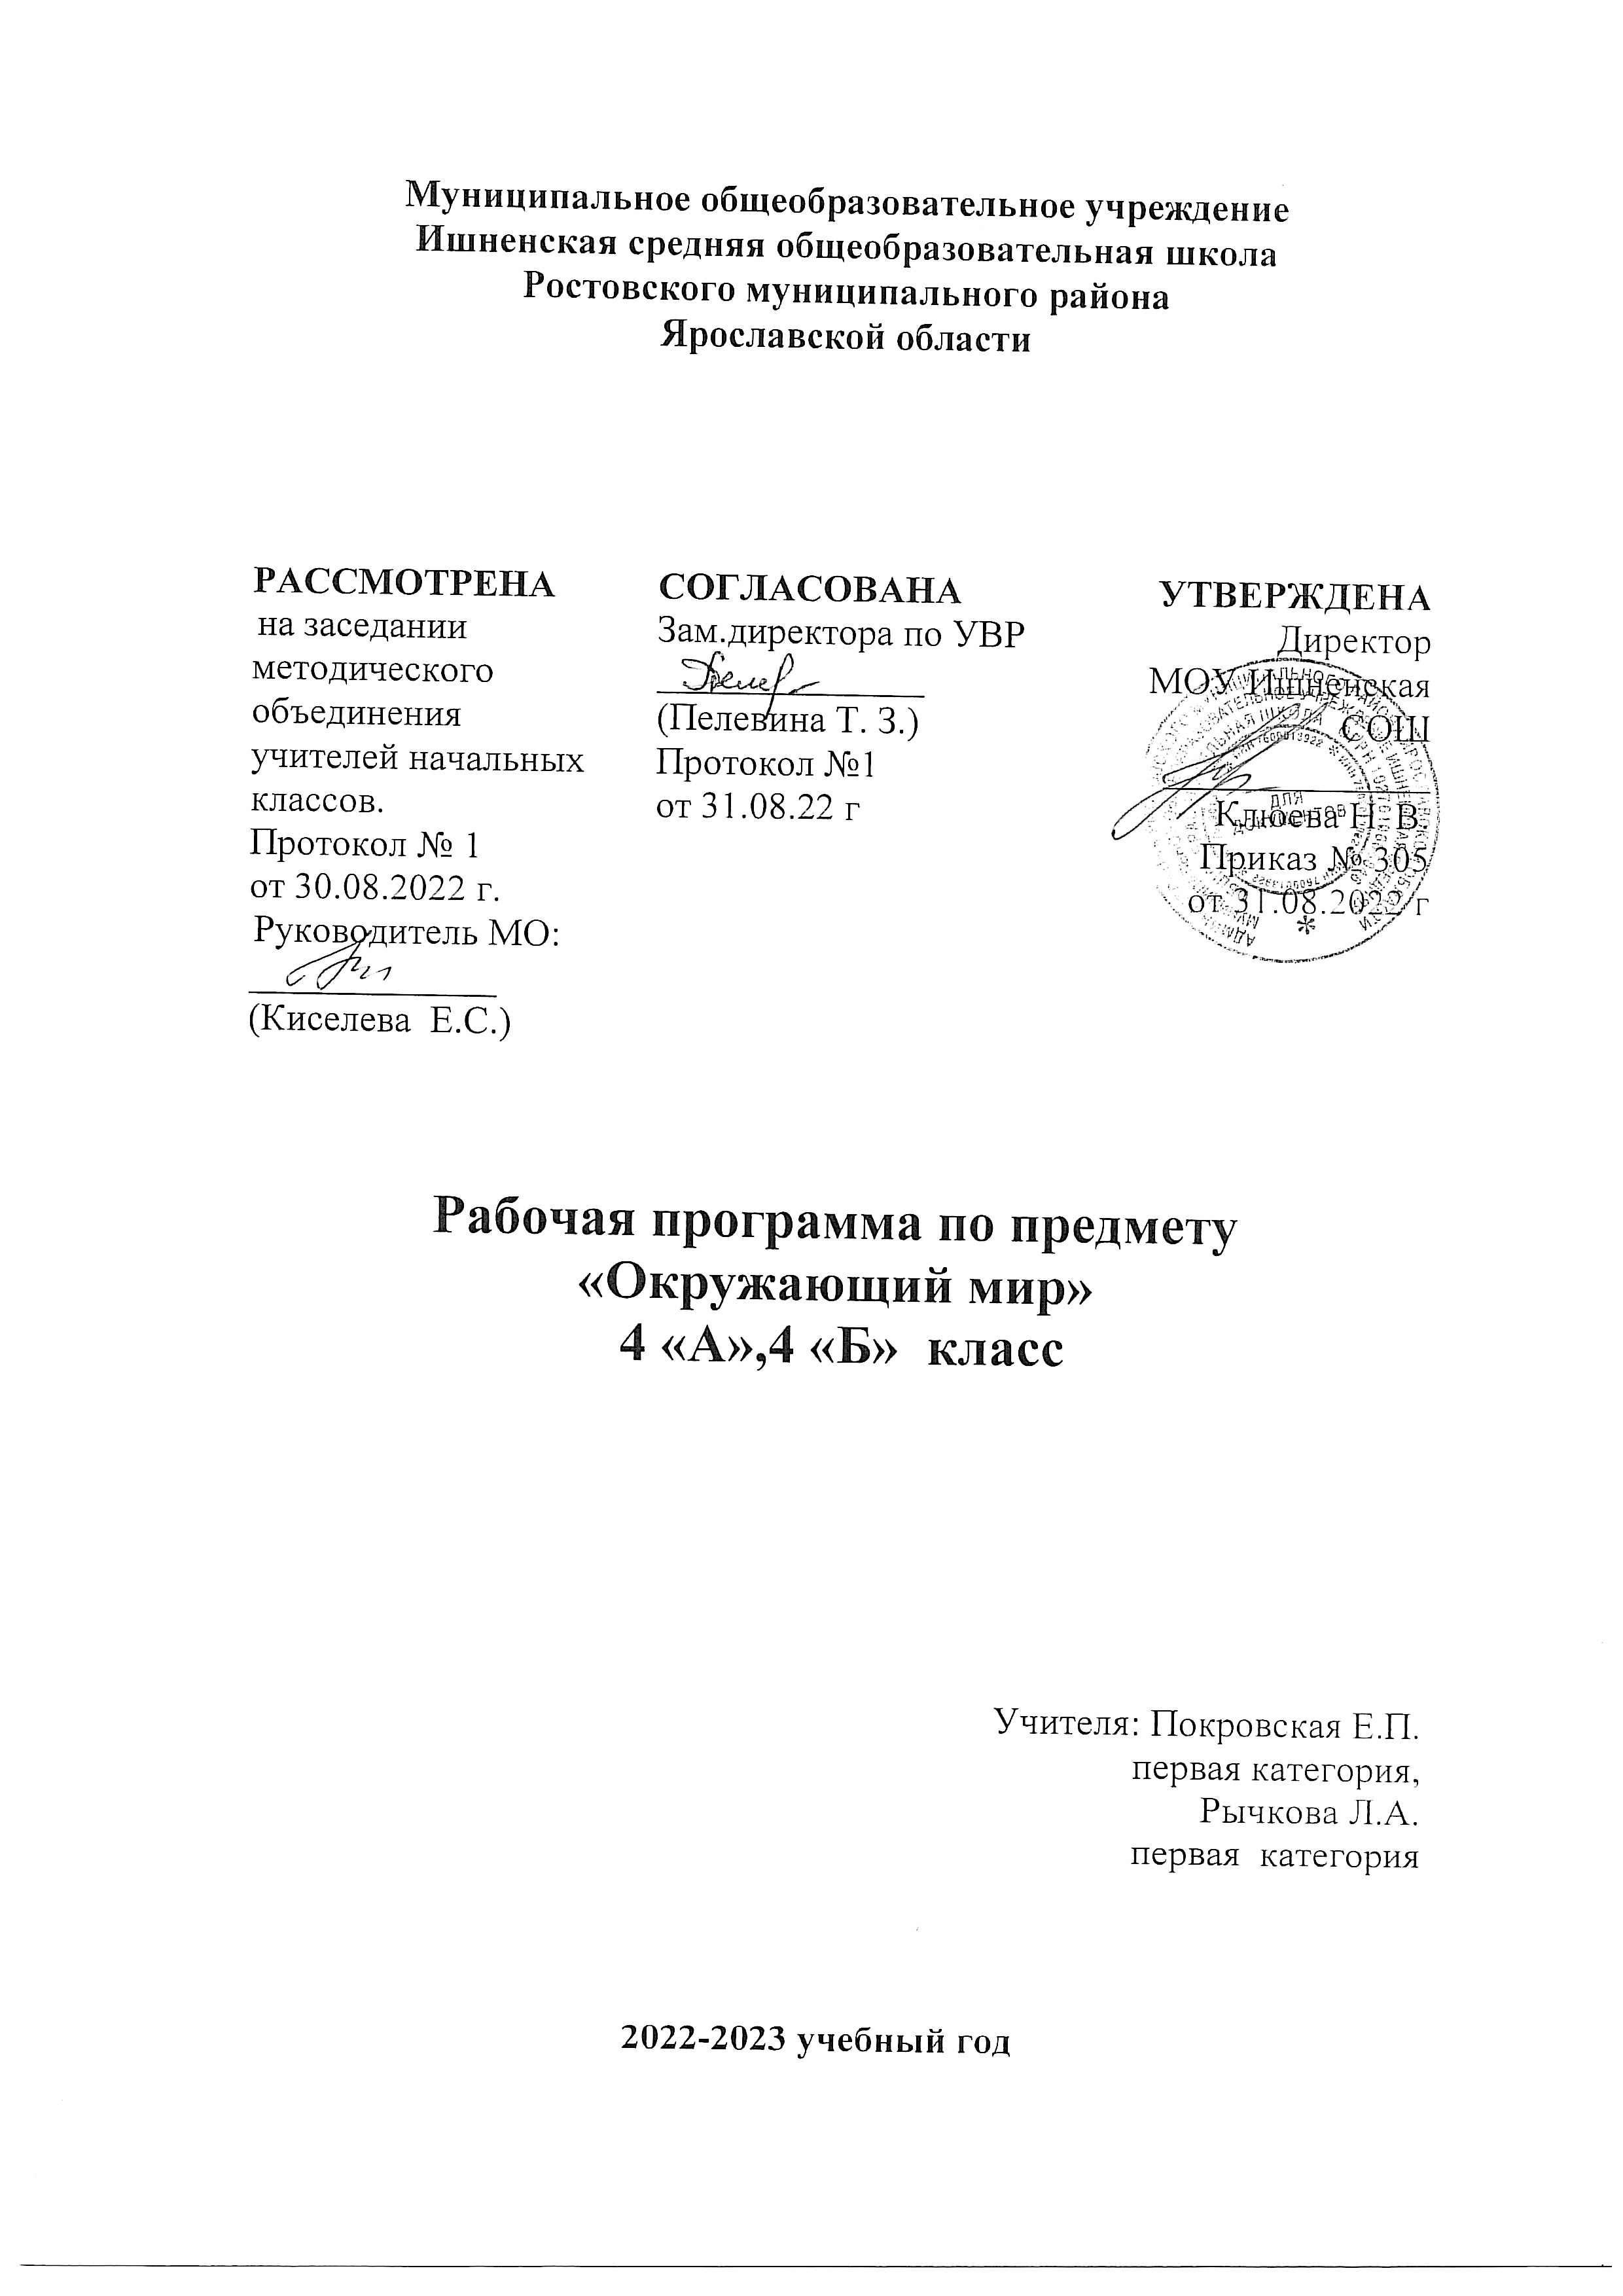 Муниципальное общеобразовательное учреждение
Ишненская средняя общеобразовательная школа
Ростовского муниципального района
Ярославской области
РАССМОТРЕНА
на заседании
методического
объединения
учителей начальных
классов.
Протокол № 1
от 30.08.2022 г.
Руководитель МО:
(Киселева Е.С.)
СОГЛАСОВАНА
Зам.директора по УВР
(Пелевина Т. З.)
Протокол №1
от 31.08.22 г
УТВЕРЖДЕНА
Директор
МОУ Ишненская
СОШ
Клюева Н. В.
Приказ № 305
от 31.08.2022 г
ДЛЯ
ДОКУМЕНТОВ
Рабочая программа по предмету
«Окружающий мир»
4 «А»,4 «Б» класс
Учителя: Покровская Е.П.
первая категория,
Рычкова Л.А.
первая категория
2022-2023 учебный год